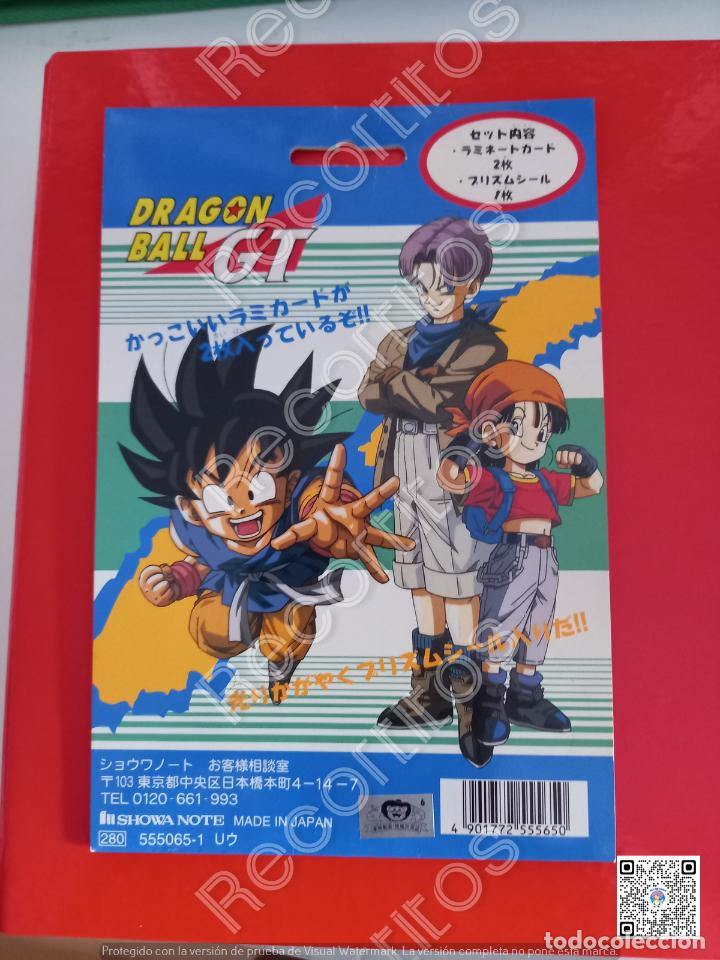 セット内容
・ラミネートカード
2枚
・プリズムシール
1枚
DRAGON
BALL
GT
かっこいいラミカードが
2枚入っているぞ!!
光りかがやくプリズムシール入りだ!!
ショウワノート お客様相談室
〒103 東京都中央区日本橋本町4-14-7
TEL 0120-661-993
SHOWA NOTE MADE IN JAPAN
280 555065-1 Uウ
4 901772 555650
Recortitos
todocoleccion
Protegido con la versión de prueba de Visual Watermark. La versión completa no pone esta marca.